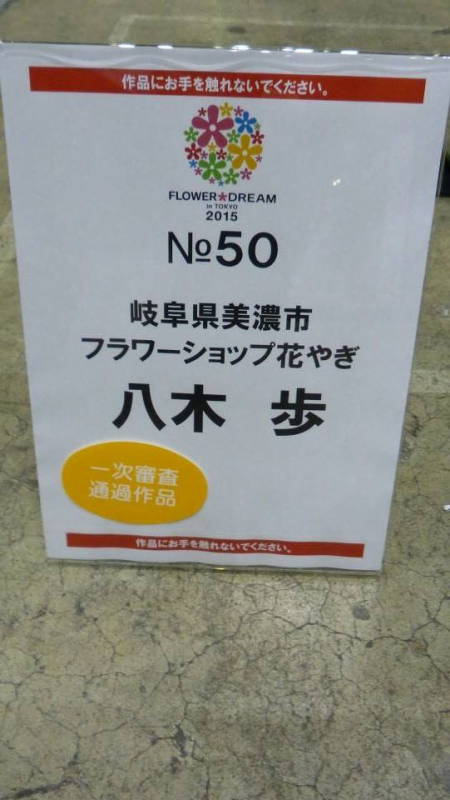 作品にお手を触れないでください。
FLOWER★DREAM
in TOKYO
2015
№50
岐阜県美濃市
フラワーショップ花やぎ
八木 歩
一次審査
通過作品
作品にお手を触れないでください。